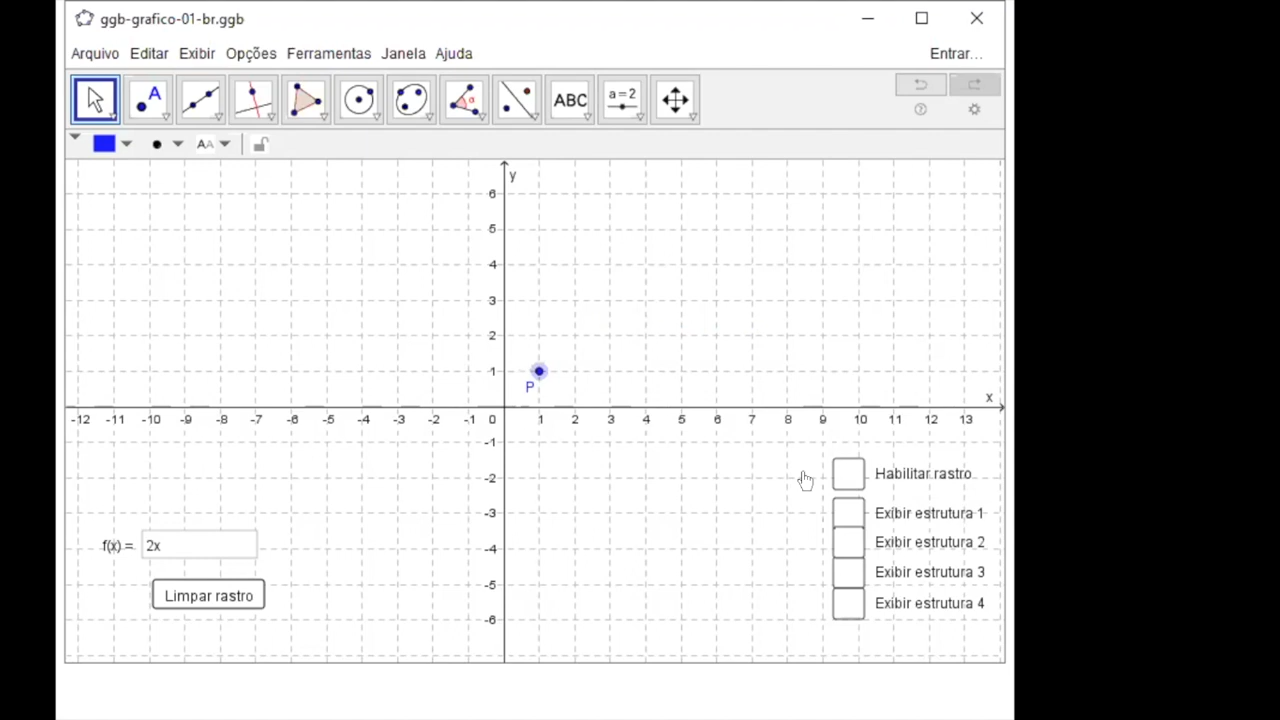 ggb-grafico-01-br.ggb
Arquivo Editar Exibir Opções Ferramentas Janela Ajuda Entrar...
A α ABC a=2
AA
y
6
5
4
3
2
1
P
x
-12 -11 -10 -9 -8 -7 -6 -5 -4 -3 -2 -1 0 1 2 3 4 5 6 7 8 9 10 11 12 13
-1
-2
-3
-4
-5
-6
Habilitar rastro
Exibir estrutura 1
Exibir estrutura 2
Exibir estrutura 3
Exibir estrutura 4
f(x) = 2x
Limpar rastro